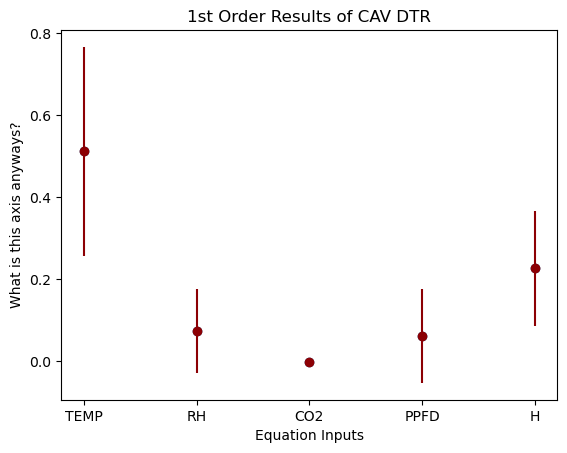 1st Order Results of CAV DTR
What is this axis anyways?
0.8
0.6
0.4
0.2
0.0
TEMP RH CO2 PPFD H
Equation Inputs